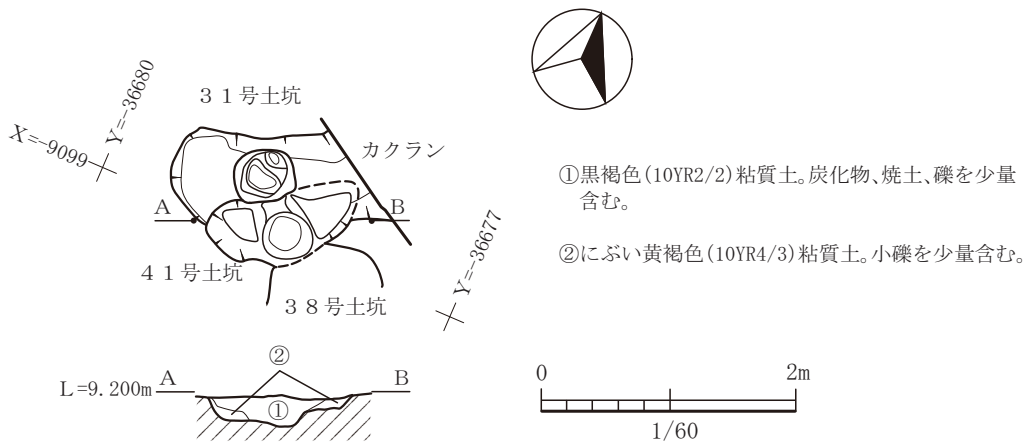 ３１号土坑
Y=-36680
X=-9099
カクラン
A
B
４１号土坑
３８号土坑
Y=-36677
①黒褐色(10YR2/2)粘質土。炭化物、焼土、礫を少量
含む。
②にぶい黄褐色(10YR4/3)粘質土。小礫を少量含む。
②
L=9.200m
A
B
①
0
2m
1/60